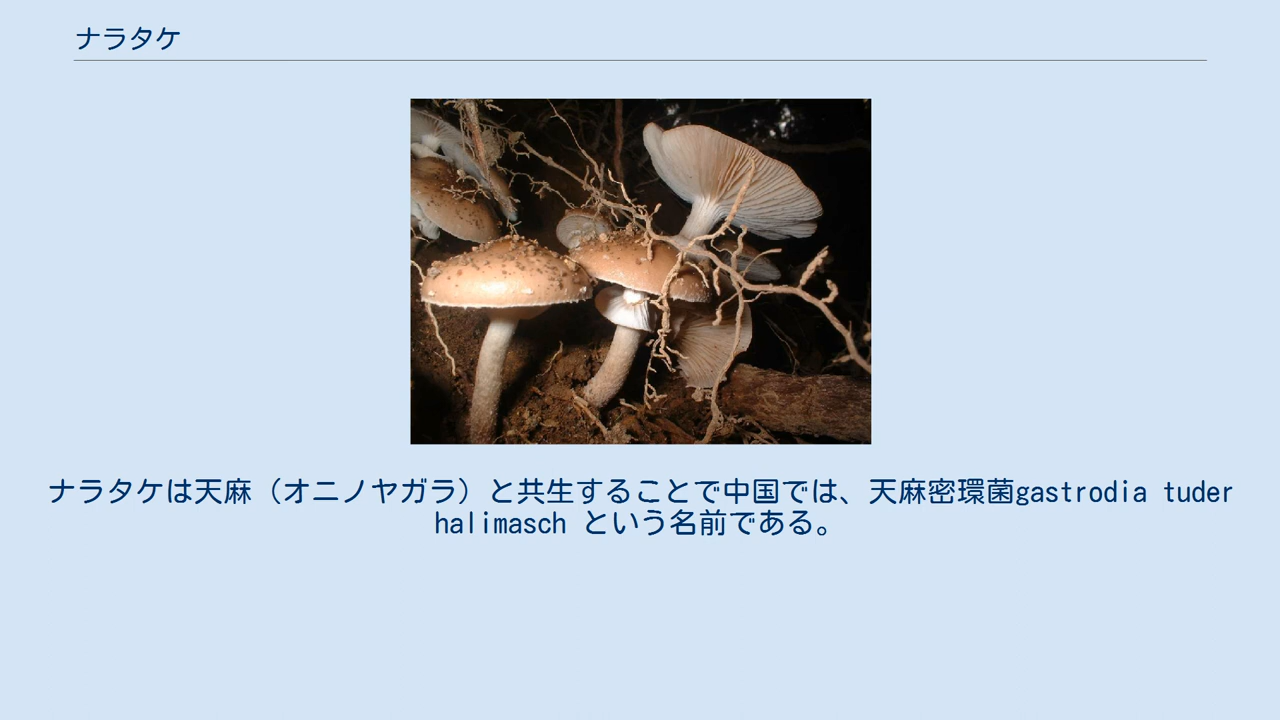 ナラタケ
ナラタケは天麻（オニノヤガラ）と共生することで中国では、天麻密環菌gastrodia tuder
halimasch という名前である。